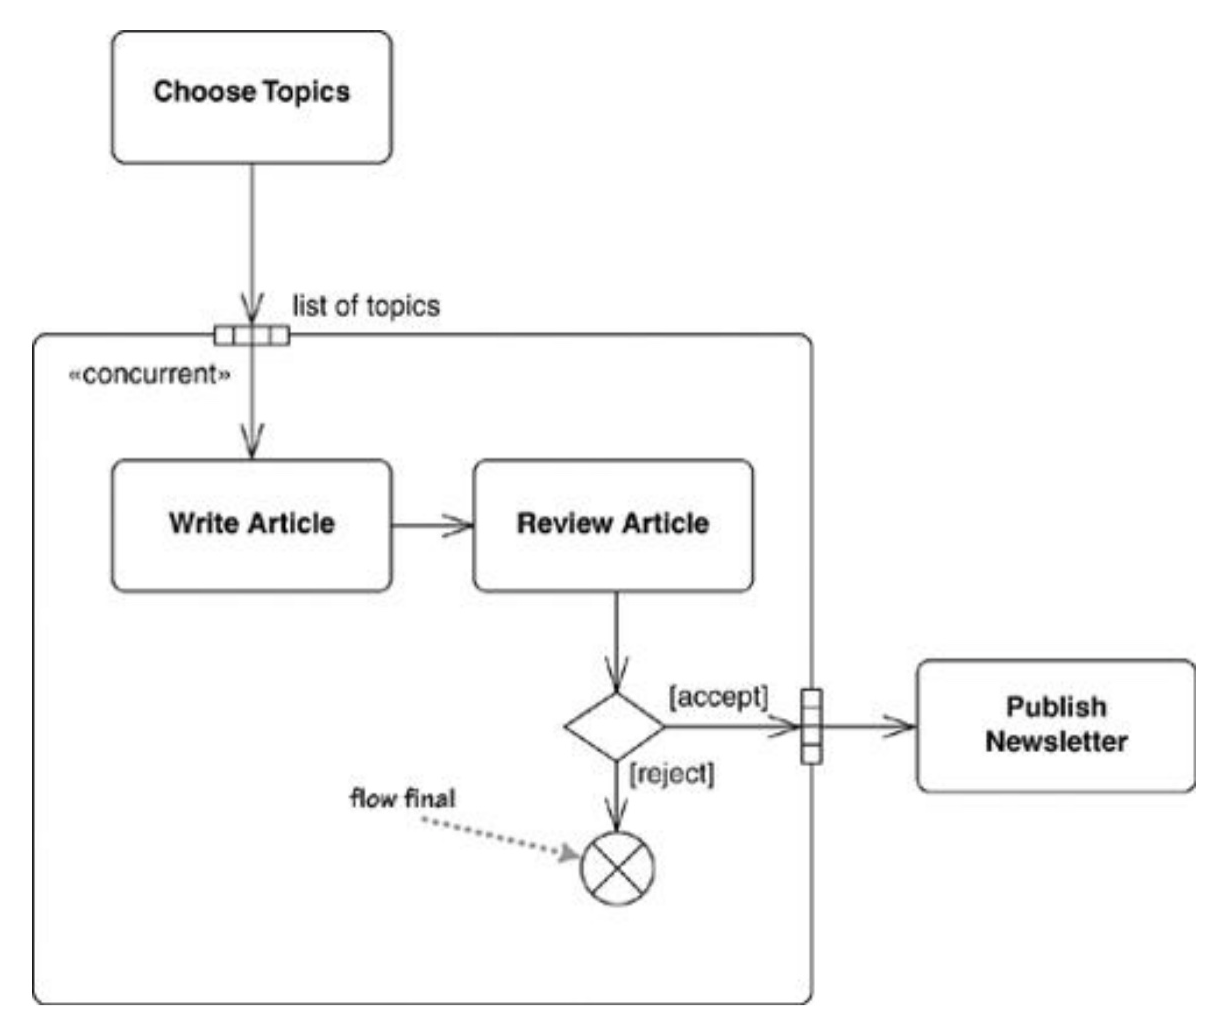 Choose Topics
list of topics
«concurrent»
Write Article
Review Article
[accept]
Publish
Newsletter
[reject]
flow final